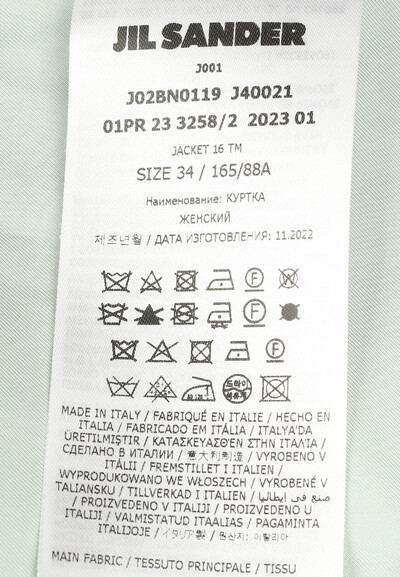 JIL SANDER
J001
J02BN0119 J40021
01PR 23 3258/2 2023 01
JACKET 16 TM
SIZE 34 / 165/88A
Наименование: КУРТКА
ЖЕНСКИЙ
제조년월 / ДАТА ИЗГОТОВЛЕНИЯ: 11.2022
F W
F
F
드라이
MADE IN ITALY / FABRIQUÉ EN ITALIE / HECHO EN
ITALIA / FABRICADO EM ITÁLIA / ITALYA'DA
ÜRETILMIŞTIR / ΚΑΤΑΣΚΕΥΑΣΘΕΝ ΣΤΗΝ ΙΤΑΛΙΑ /
СДЕЛАНО В ИТАЛИИ / 意大利制造 / VYROBENO V
ITÁLII / FREMSTILLET I ITALIEN /
WYPRODUKOWANO WE WŁOSZECH / VYROBENÉ V
TALIANSKU / TILLVERKAD I ITALIEN / صنع في إيطاليا
/ PROIZVEDENO V ITALIJI / PROIZVEDENO U
ITALIJI / VALMISTATUD ITAALIAS / PAGAMINTA
ITALIJOJE / イタリア製 / 원산지: 이탈리아
MAIN FABRIC / TESSUTO PRINCIPALE / TISSU